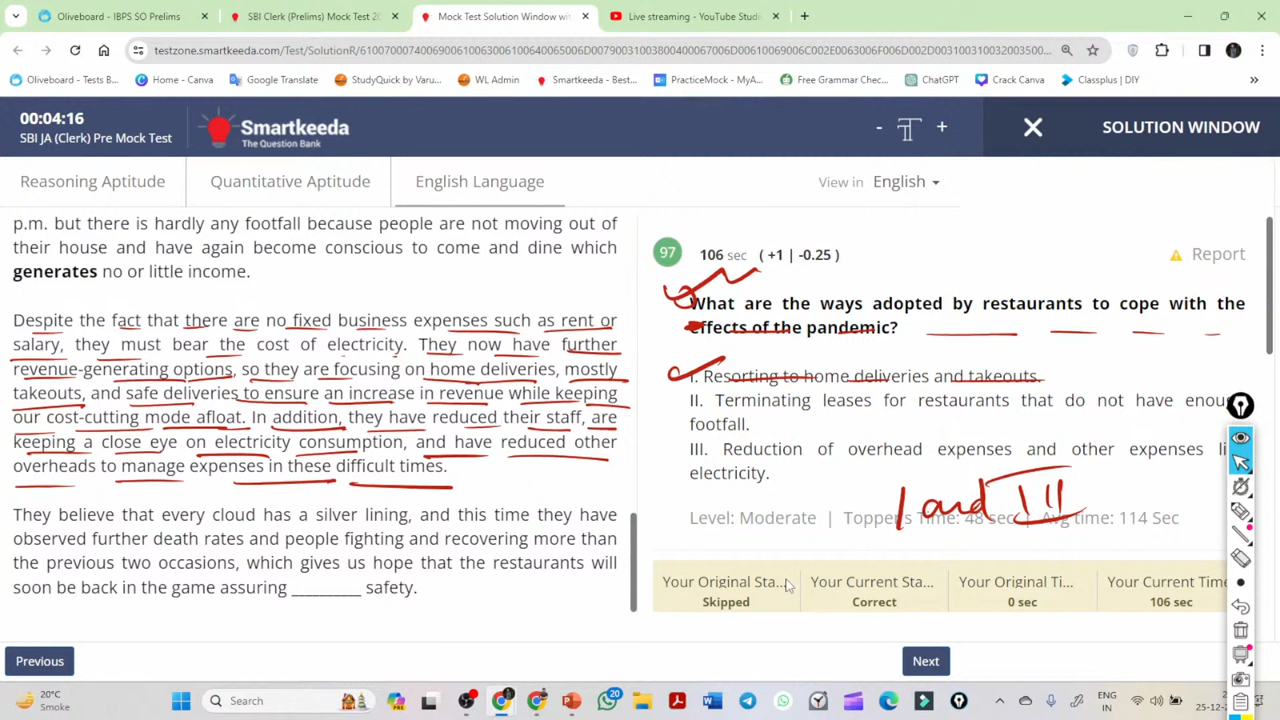 Oliveboard - IBPS SO Prelims
SBI Clerk (Prelims) Mock Test 20
Mock Test Solution Window wit
Live streaming - YouTube Studi
testzone.smartkeeda.com/Test/SolutionR/
Oliveboard - Tests B...
Home - Canva
Google Translate
StudyQuick by Varu...
WL Admin
Smartkeeda - Best...
PracticeMock - MyA...
Free Grammar Chec...
ChatGPT
Crack Canva
Classplus | DIY
00:04:16
SBI JA (Clerk) Pre Mock Test
Smartkeeda
The Question Bank
- T +
SOLUTION WINDOW
Reasoning Aptitude
Quantitative Aptitude
English Language
View in English
p.m. but there is hardly any footfall because people are not moving out of
their house and have again become conscious to come and dine which
generates no or little income.
Despite the fact that there are no fixed business expenses such as rent or
salary, they must bear the cost of electricity. They now have further
revenue-generating options, so they are focusing on home deliveries, mostly
takeouts, and safe deliveries to ensure an increase in revenue while keeping
our cost-cutting mode afloat. In addition, they have reduced their staff, are
keeping a close eye on electricity consumption, and have reduced other
overheads to manage expenses in these difficult times.
They believe that every cloud has a silver lining, and this time they have
observed further death rates and people fighting and recovering more than
the previous two occasions, which gives us hope that the restaurants will
soon be back in the game assuring _________ safety.
97
106 sec ( +1 | -0.25 )
Report
What are the ways adopted by restaurants to cope with the
effects of the pandemic?
I. Resorting to home deliveries and takeouts.
II. Terminating leases for restaurants that do not have enou
footfall.
III. Reduction of overhead expenses and other expenses li
electricity.
I and III
Level: Moderate | Topper's Time: 48 sec | Avg time: 114 Sec
Your Original Sta...
Skipped
Your Current Sta...
Correct
Your Original Ti...
0 sec
Your Current Time
106 sec
Previous
Next
20°C
Smoke
Search
20
ENG
IN
25-12-